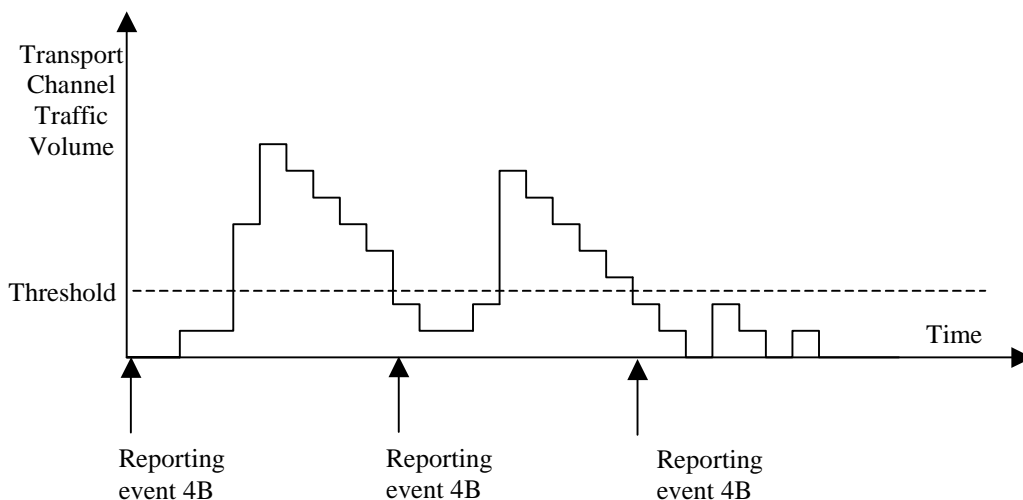 Transport
Channel
Traffic
Volume
Threshold
Time
Reporting
event 4B
Reporting
event 4B
Reporting
event 4B